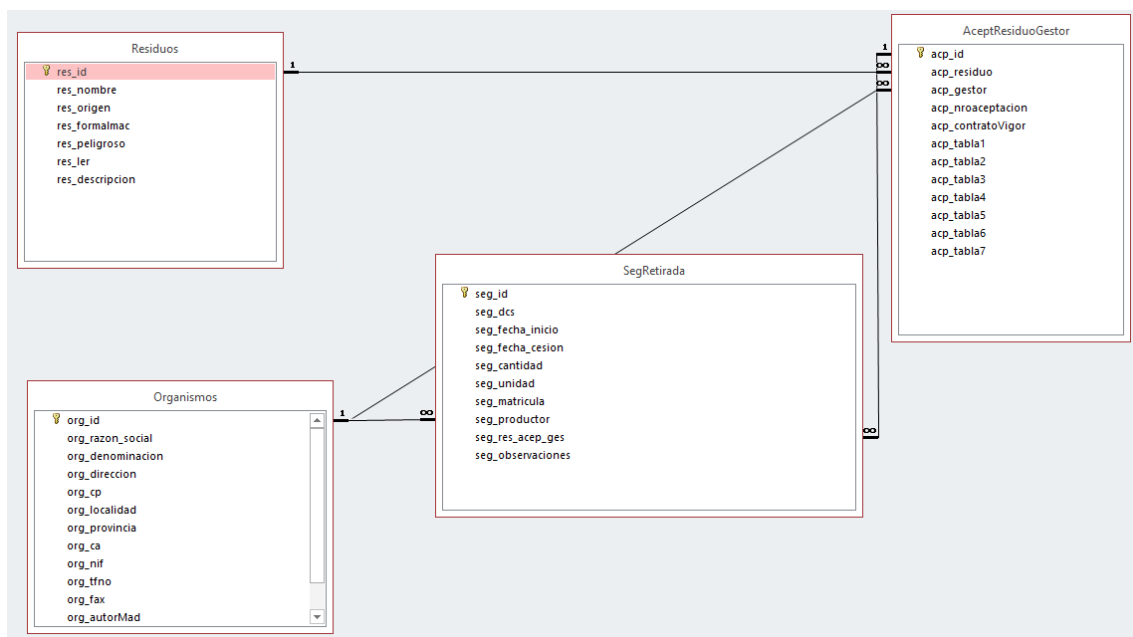 Residuos
res_id
res_nombre
res_origen
res_formalmac
res_peligroso
res_ler
res_descripcion
1
∞
∞
1
AceptResiduoGestor
acp_id
acp_residuo
acp_gestor
acp_nroaceptacion
acp_contratoVigor
acp_tabla1
acp_tabla2
acp_tabla3
acp_tabla4
acp_tabla5
acp_tabla6
acp_tabla7
SegRetirada
seg_id
seg_dcs
seg_fecha_inicio
seg_fecha_cesion
seg_cantidad
seg_unidad
seg_matricula
seg_productor
seg_res_acep_ges
seg_observaciones
∞
Organismos
org_id
org_razon_social
org_denominacion
org_direccion
org_cp
org_localidad
org_provincia
org_ca
org_nif
org_tfno
org_fax
org_autorMad
1
∞